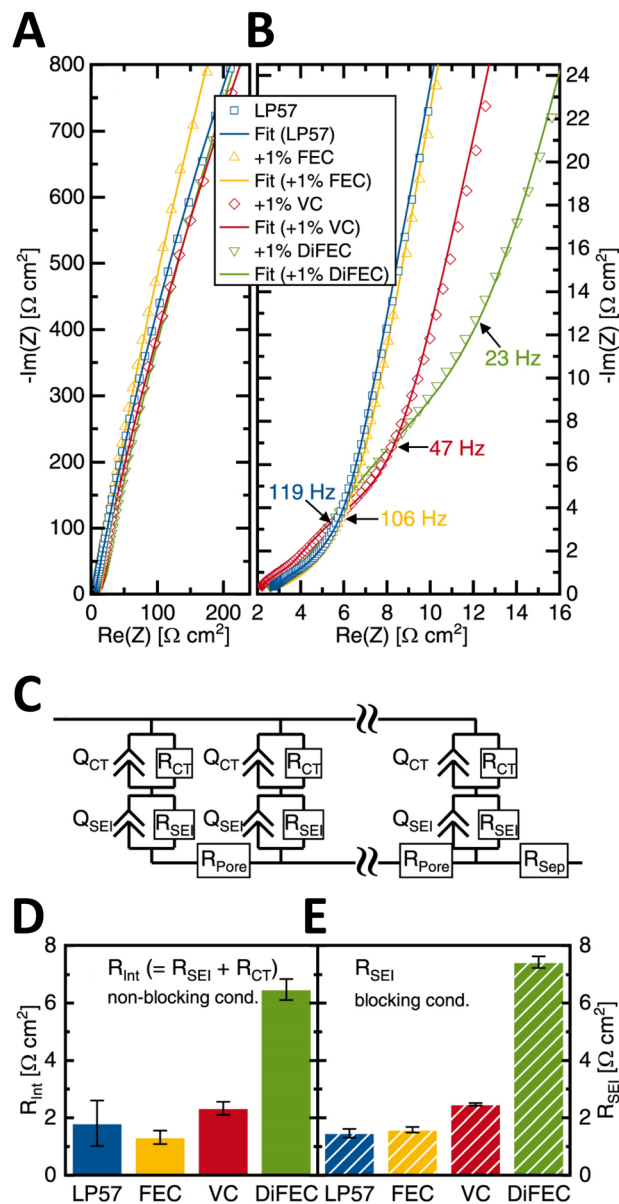 A B
800
700
600
500
400
300
200
100
0
-Im(Z) [Ω cm²]
0 100 200
Re(Z) [Ω cm²]
LP57
Fit (LP57)
+1% FEC
Fit (+1% FEC)
+1% VC
Fit (+1% VC)
+1% DiFEC
Fit (+1% DiFEC)
24
22
20
18
16
14
12
10
8
6
4
2
0
-Im(Z) [Ω cm²]
23 Hz
47 Hz
119 Hz
106 Hz
2 4 6 8 10 12 14 16
Re(Z) [Ω cm²]
C
Q_CT R_CT Q_CT R_CT Q_CT R_CT
Q_SEI R_SEI Q_SEI R_SEI Q_SEI R_SEI
R_Pore R_Pore R_Sep
D E
8
6
4
2
0
R_Int [Ω cm²]
R_Int (= R_SEI + R_CT)
non-blocking cond.
LP57 FEC VC DiFEC
R_SEI
blocking cond.
8
6
4
2
0
R_SEI [Ω cm²]
LP57 FEC VC DiFEC